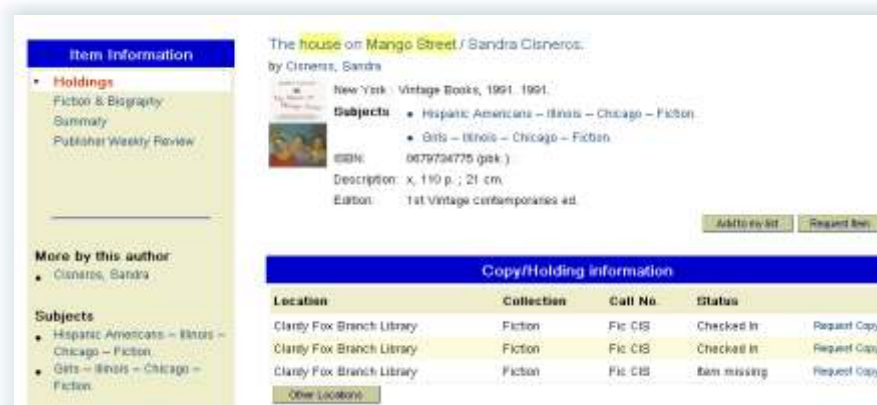 Item Information
Holdings
Fiction & Biography
Summary
Publisher Weekly Review
More by this author
Cisneros, Sandra
Subjects
Hispanic Americans – Illinois –
Chicago – Fiction.
Girls – Illinois – Chicago –
Fiction.
The house on Mango Street / Sandra Cisneros.
by Cisneros, Sandra
New York : Vintage Books, 1991. 1991.
Subjects • Hispanic Americans – Illinois – Chicago – Fiction.
• Girls – Illinois – Chicago – Fiction.
ISBN: 0679734775 (pbk.)
Description: x, 110 p. ; 21 cm.
Edition: 1st Vintage contemporaries ed.
Add to my list Request Item
Copy/Holding information
Location Collection Call No. Status
Clardy Fox Branch Library Fiction Fic CIS Checked In Request Copy
Clardy Fox Branch Library Fiction Fic CIS Checked In Request Copy
Clardy Fox Branch Library Fiction Fic CIS Item missing Request Copy
Other Locations